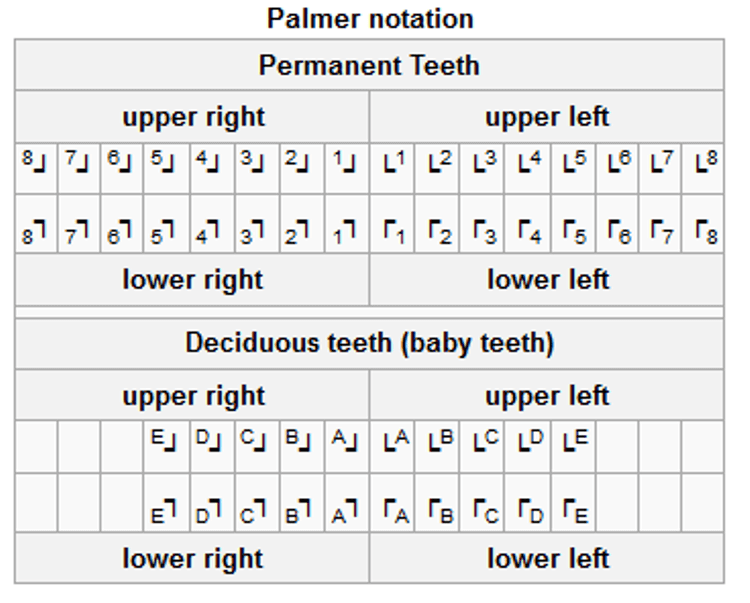 Palmer notation
Permanent Teeth
upper right upper left
8┘ 7┘ 6┘ 5┘ 4┘ 3┘ 2┘ 1┘ └1 └2 └3 └4 └5 └6 └7 └8
8┐ 7┐ 6┐ 5┐ 4┐ 3┐ 2┐ 1┐ ┌1 ┌2 ┌3 ┌4 ┌5 ┌6 ┌7 ┌8
lower right lower left
Deciduous teeth (baby teeth)
upper right upper left
E┘ D┘ C┘ B┘ A┘ └A └B └C └D └E
E┐ D┐ C┐ B┐ A┐ ┌A ┌B ┌C ┌D ┌E
lower right lower left